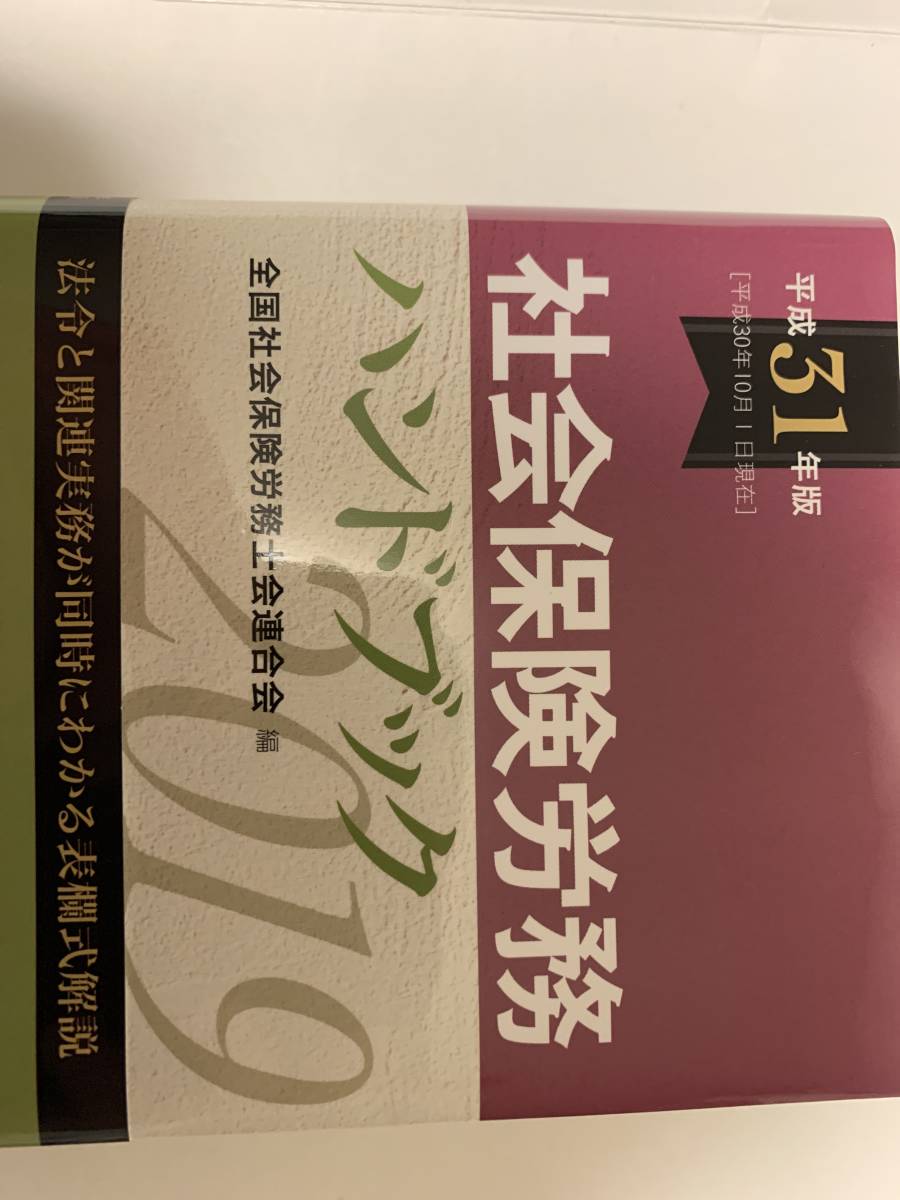 平成31年版
[平成30年10月1日現在]
社会保険労務
ハンドブック
2019
全国社会保険労務士会連合会 編
法令と関連実務が同時にわかる表欄式解説